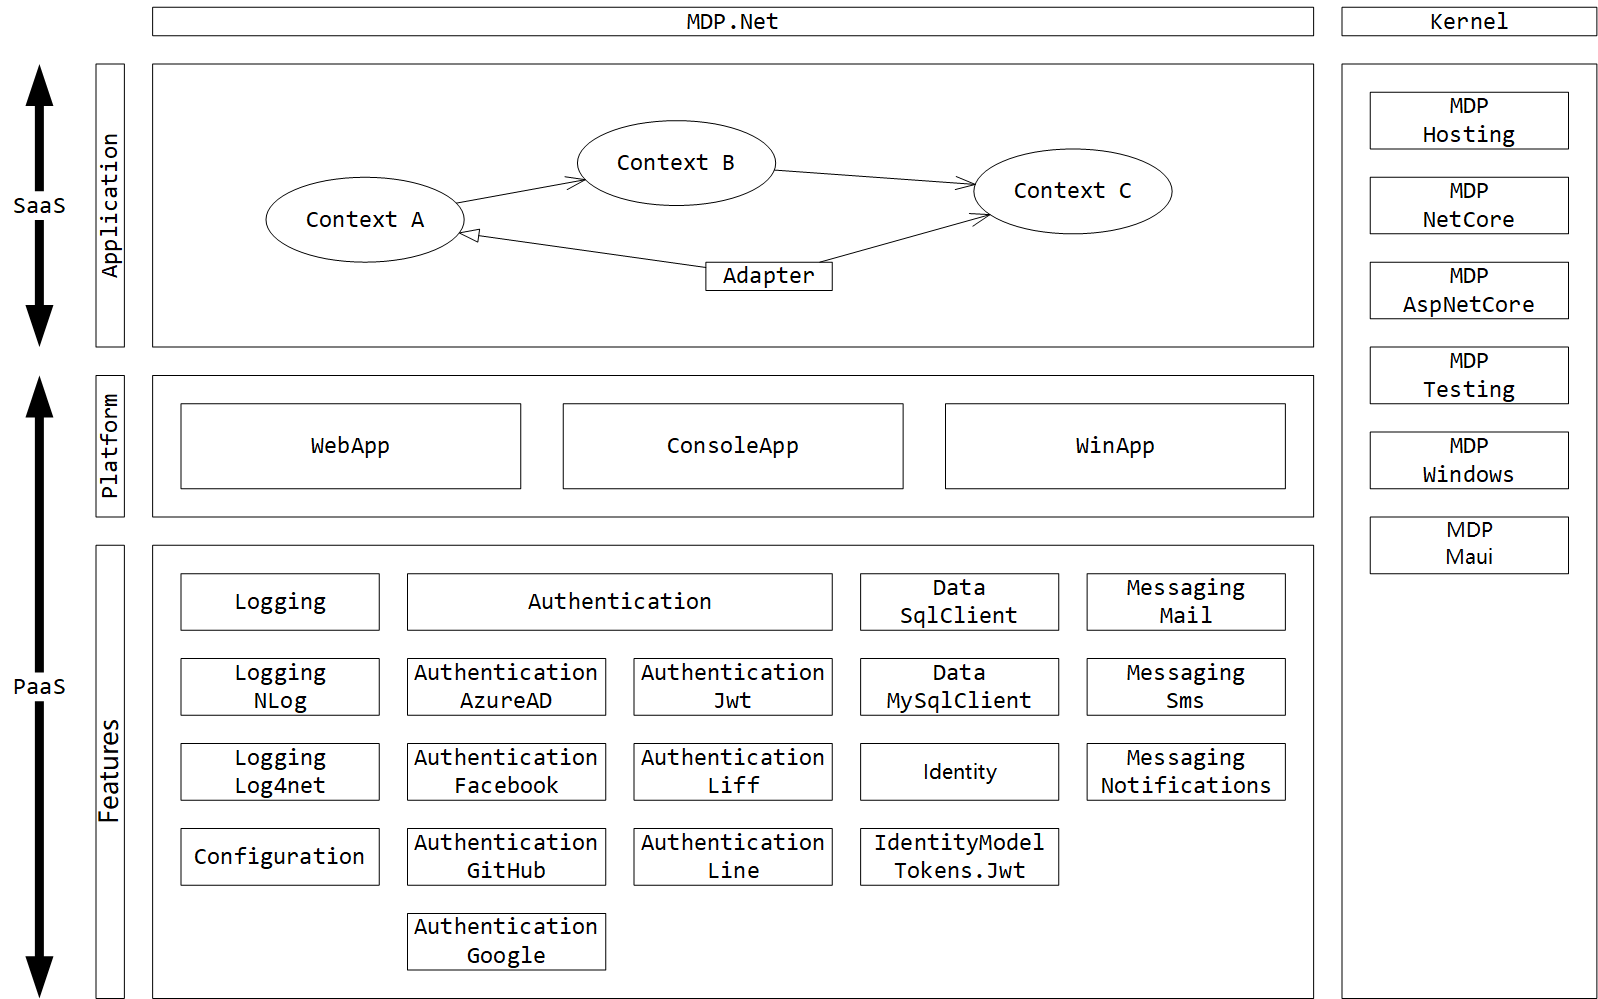 MDP.Net
Kernel
SaaS
Application
Context A
Context B
Context C
Adapter
PaaS
Platform
WebApp
ConsoleApp
WinApp
Features
Logging
Authentication
Data
SqlClient
Messaging
Mail
Logging
NLog
Authentication
AzureAD
Authentication
Jwt
Data
MySqlClient
Messaging
Sms
Logging
Log4net
Authentication
Facebook
Authentication
Liff
Identity
Messaging
Notifications
Configuration
Authentication
GitHub
Authentication
Line
IdentityModel
Tokens.Jwt
Authentication
Google
MDP
Hosting
MDP
NetCore
MDP
AspNetCore
MDP
Testing
MDP
Windows
MDP
Maui